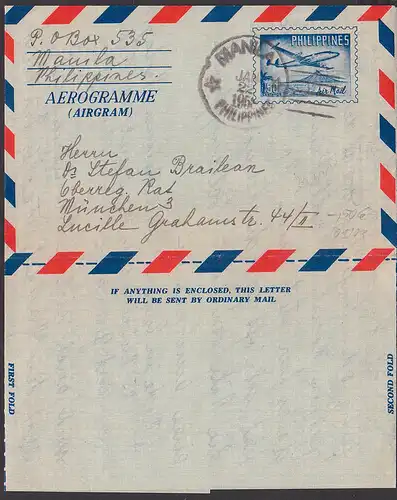 P. O Box 535
Manila
Philippines.
AEROGRAMME
(AIRGRAM)
MANILA
JAN
PHILIPPINES
PHILIPPINES
Air Mail
Herrn
Dr Stefan Brailean
Oberreg. Rat
München 3
Lucille Grahamstr. 44/II
IF ANYTHING IS ENCLOSED, THIS LETTER
WILL BE SENT BY ORDINARY MAIL
FIRST FOLD
SECOND FOLD